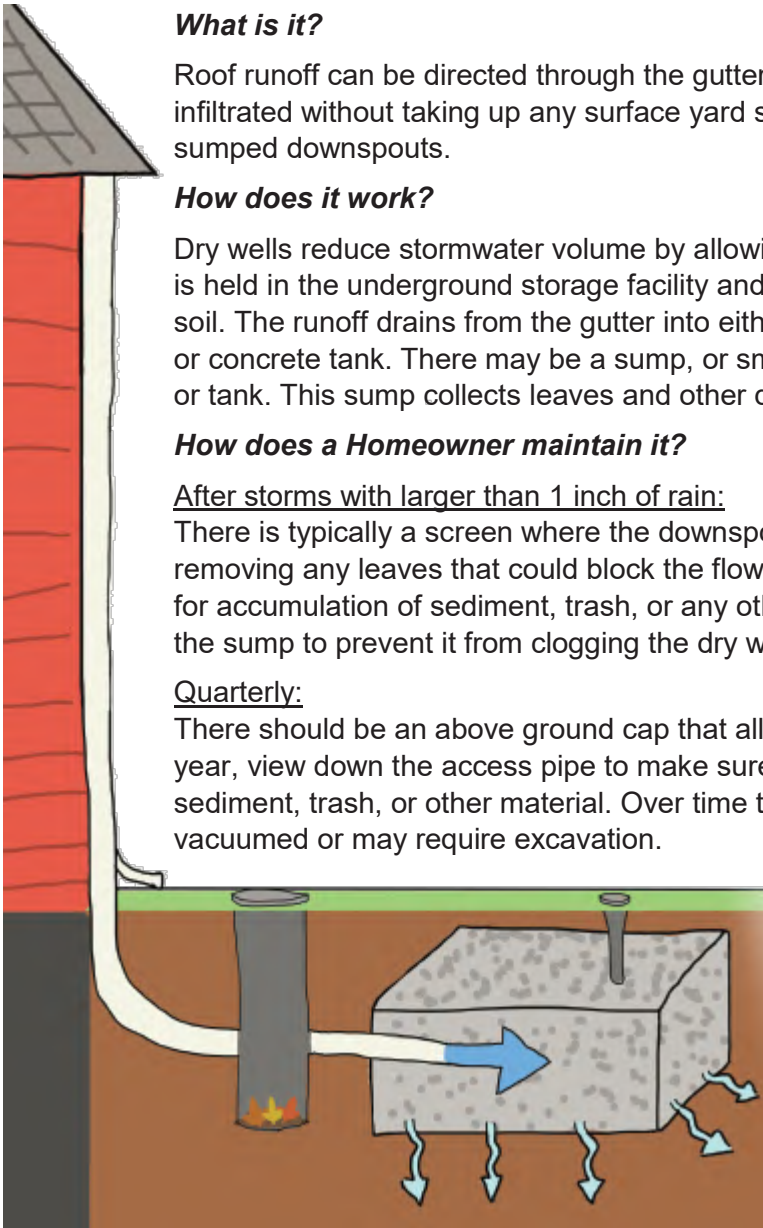 What is it?
Roof runoff can be directed through the gutter
infiltrated without taking up any surface yard
sumped downspouts.
How does it work?
Dry wells reduce stormwater volume by
is held in the underground storage facility and
soil. The runoff drains from the gutter into
or concrete tank. There may be a sump, or
or tank. This sump collects leaves and other
How does a Homeowner maintain it?
After storms with larger than 1 inch of rain:
There is typically a screen where the
removing any leaves that could block the flow
for accumulation of sediment, trash, or any
the sump to prevent it from clogging the dry
Quarterly:
There should be an above ground cap that
year, view down the access pipe to make sure
sediment, trash, or other material. Over time
vacuumed or may require excavation.